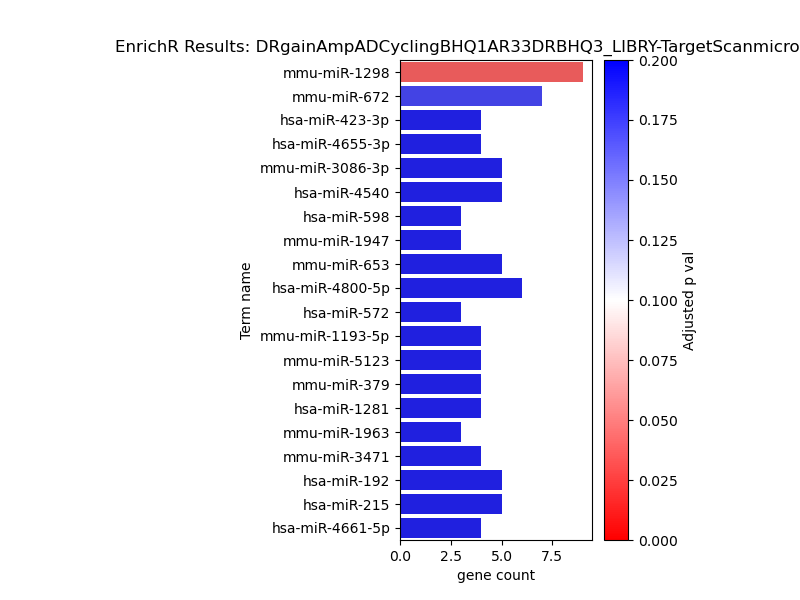 EnrichR Results: DRgainAmpADCyclingBHQ1AR33DRBHQ3_LIBRY-TargetScanmicro
mmu-miR-1298
mmu-miR-672
hsa-miR-423-3p
hsa-miR-4655-3p
mmu-miR-3086-3p
hsa-miR-4540
hsa-miR-598
mmu-miR-1947
mmu-miR-653
hsa-miR-4800-5p
hsa-miR-572
mmu-miR-1193-5p
mmu-miR-5123
mmu-miR-379
hsa-miR-1281
mmu-miR-1963
mmu-miR-3471
hsa-miR-192
hsa-miR-215
hsa-miR-4661-5p
Term name
0.0 2.5 5.0 7.5
gene count
0.200
0.175
0.150
0.125
0.100
0.075
0.050
0.025
0.000
Adjusted p val